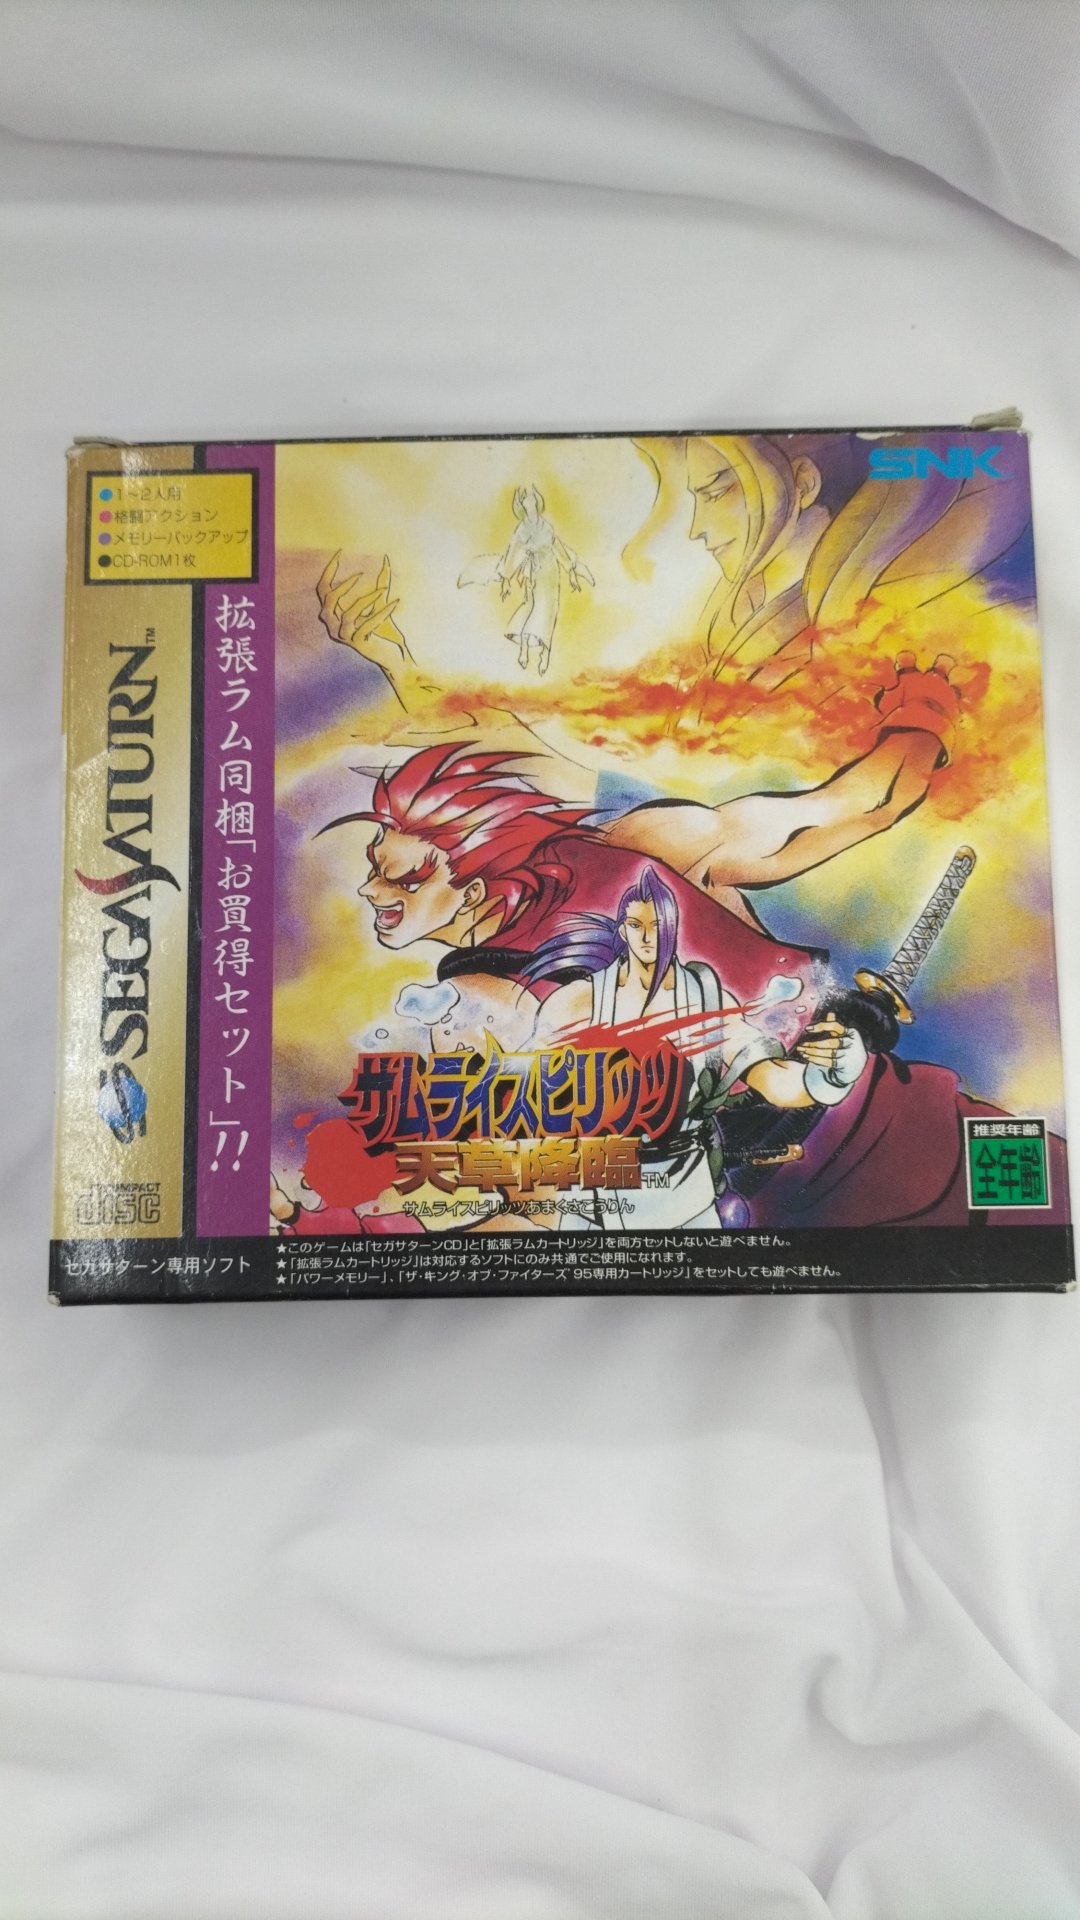 SNK
●1〜2人用
●格闘アクション
●メモリーバックアップ
●CD-ROM1枚
SEGA SATURN™
拡張ラム同梱「お買得セット」!!
サムライスピリッツ
天草降臨™
サムライスピリッツあまくさこうりん
推奨年齢
全年齢
COMPACT
disc
セガサターン専用ソフト
★このゲームは「セガサターンCD」と「拡張ラムカートリッジ」を両方セットしないと遊べません。
★「拡張ラムカートリッジ」は対応するソフトにのみ共通でご使用になれます。
★「パワーメモリー」、「ザ・キング・オブ・ファイターズ'95専用カートリッジ」をセットしても遊べません。